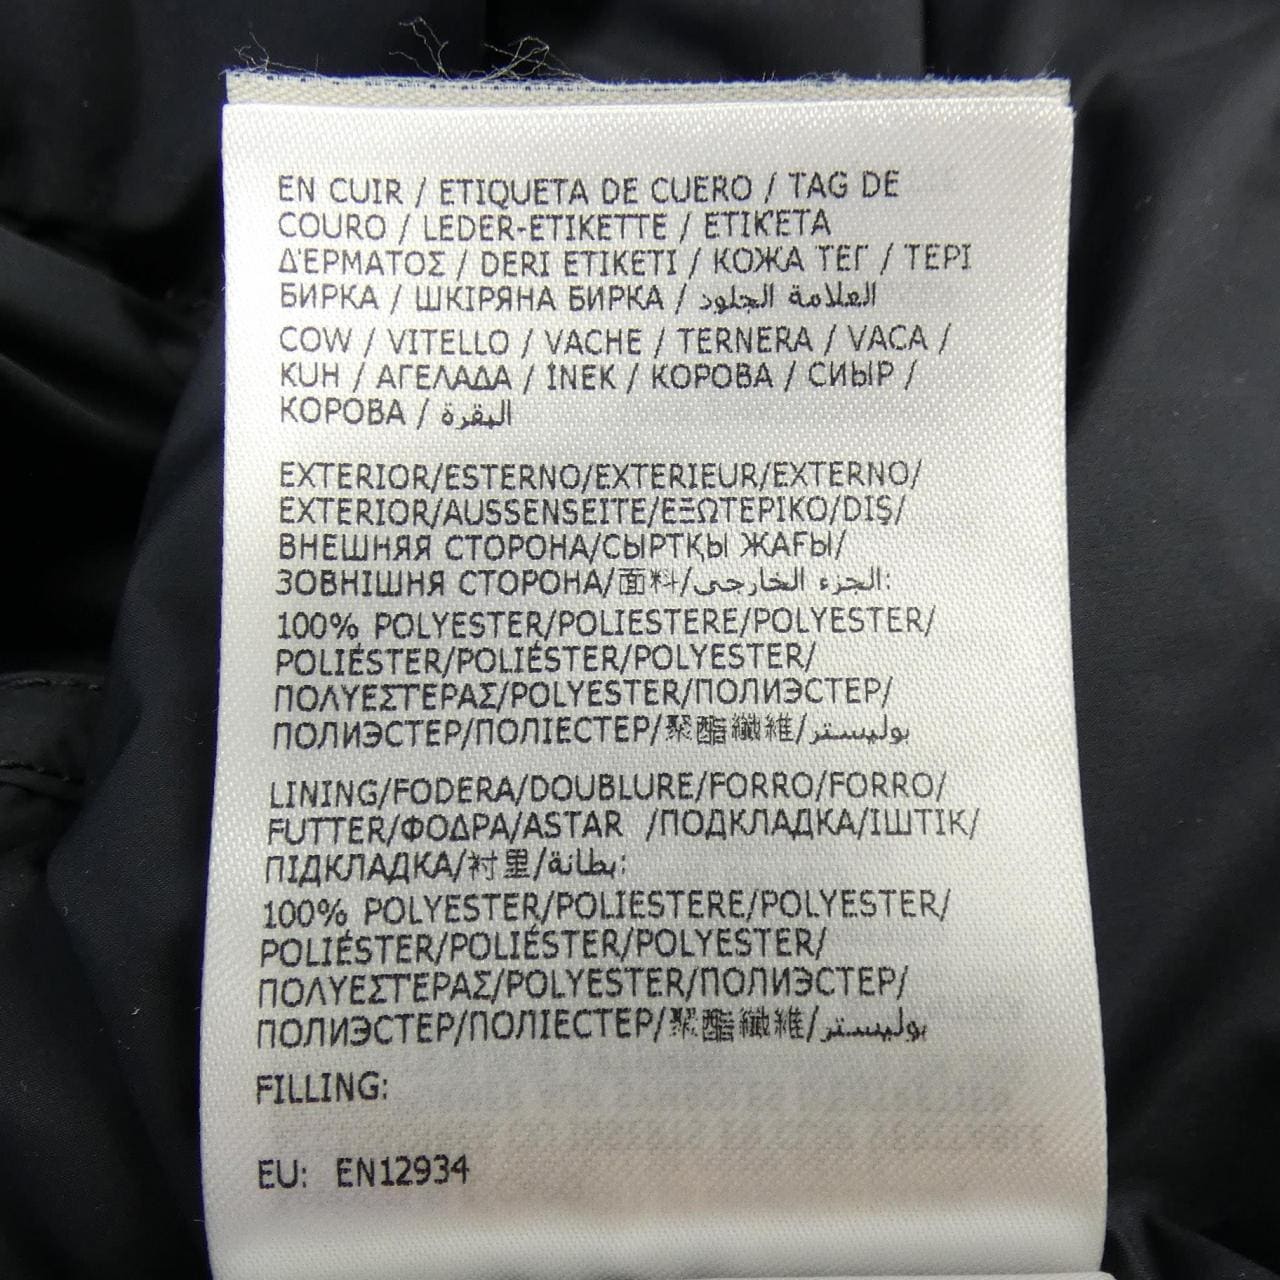 EN CUIR / ETIQUETA DE CUERO / TAG DE
COURO / LEDER-ETIKETTE / ETIKETA
ΔΈΡΜΑΤΟΣ / DERI ETIKETI / КОЖА ТЕГ / ТЕРІ
БИРКА / ШКІРЯНА БИРКА / العلامة الجلود
COW / VITELLO / VACHE / TERNERA / VACA /
KUH / ΑΓΕΛΑΔΑ / İNEK / КОРОВА / СИЫР /
КОРОВА / البقرة
EXTERIOR/ESTERNO/EXTERIEUR/EXTERNO/
EXTERIOR/AUSSENSEITE/ΕΞΩΤΕΡΙΚΟ/DIŞ/
ВНЕШНЯЯ СТОРОНА/СЫРТҚЫ ЖАҒЫ/
ЗОВНІШНЯ СТОРОНА/面料/الجزء الخارجى:
100% POLYESTER/POLIESTERE/POLYESTER/
POLIÉSTER/POLIÉSTER/POLYESTER/
ΠΟΛΥΕΣΤΈΡΑΣ/POLYESTER/ПОЛИЭСТЕР/
ПОЛИЭСТЕР/ПОЛІЕСТЕР/聚酯纖維/بوليستر
LINING/FODERA/DOUBLURE/FORRO/FORRO/
FUTTER/ΦΟΔΡΑ/ASTAR /ПОДКЛАДКА/ІШТІК/
ПІДКЛАДКА/衬里/بطانة:
100% POLYESTER/POLIESTERE/POLYESTER/
POLIÉSTER/POLIÉSTER/POLYESTER/
ΠΟΛΥΕΣΤΈΡΑΣ/POLYESTER/ПОЛИЭСТЕР/
ПОЛИЭСТЕР/ПОЛІЕСТЕР/聚酯纖維/بوليستر
FILLING:
EU: EN12934